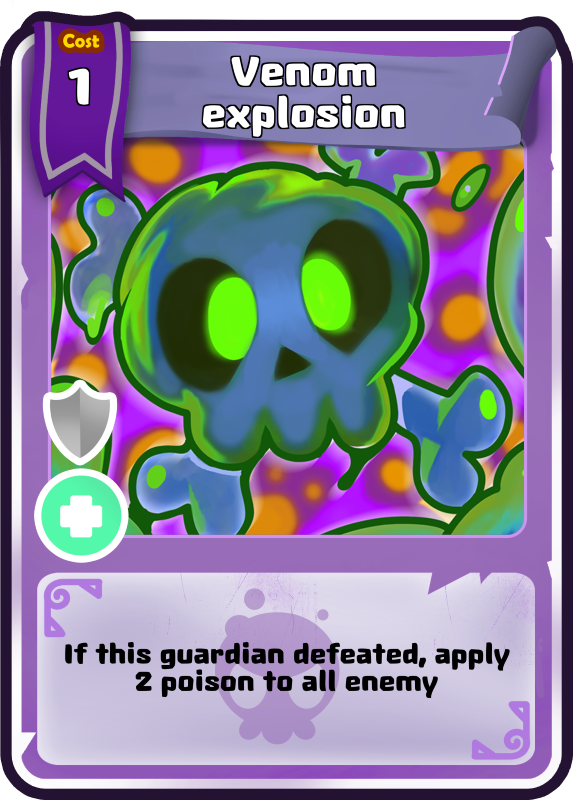 Cost
1
Venom
explosion
If this guardian defeated, apply
2 poison to all enemy